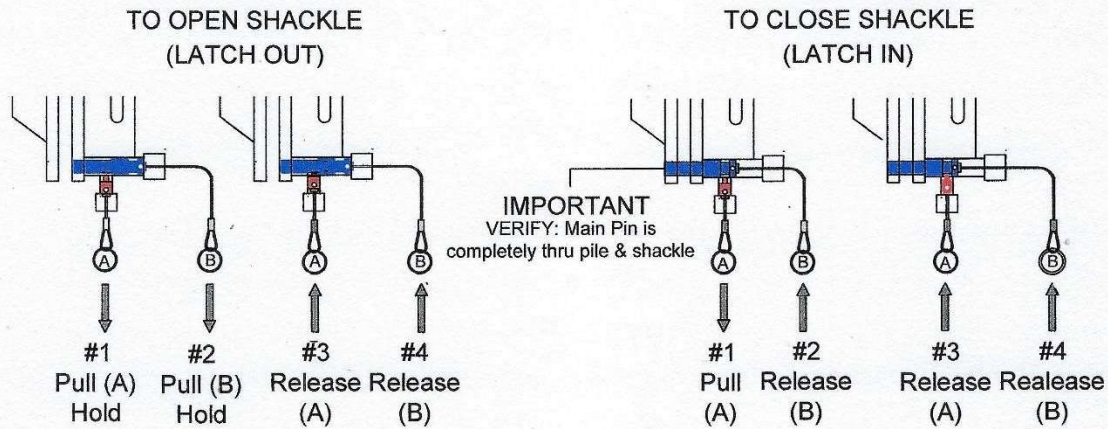 TO OPEN SHACKLE
(LATCH OUT)
A
B
A
B
#1
Pull (A)
Hold
#2
Pull (B)
Hold
#3
Release
(A)
#4
Release
(B)
TO CLOSE SHACKLE
(LATCH IN)
IMPORTANT
VERIFY: Main Pin is
completely thru pile & shackle
A
B
A
B
#1
Pull
(A)
#2
Release
(B)
#3
Release
(A)
#4
Realease
(B)